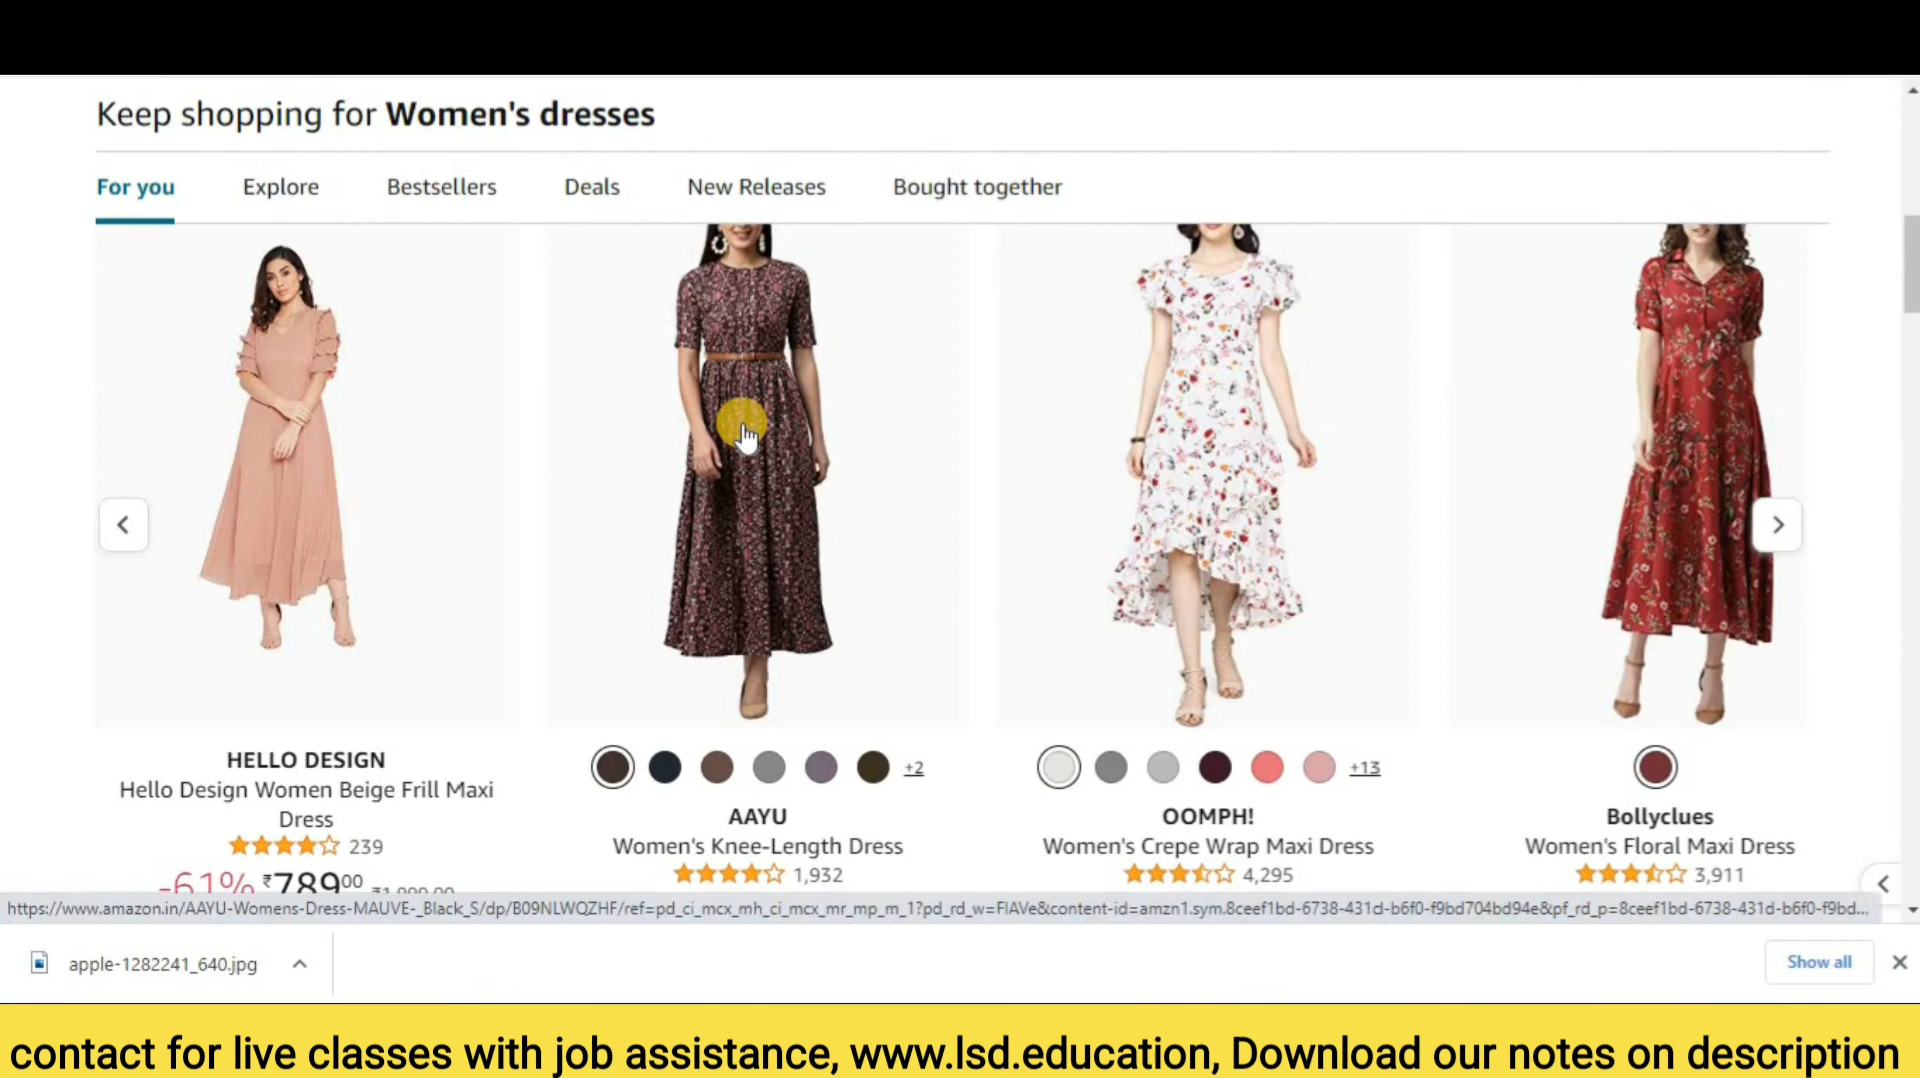 Keep shopping for Women's dresses
For you Explore Bestsellers Deals New Releases Bought together
HELLO DESIGN
Hello Design Women Beige Frill Maxi
Dress
239
-61% ₹78900
+2
AAYU
Women's Knee-Length Dress
1,932
+13
OOMPH!
Women's Crepe Wrap Maxi Dress
4,295
Bollyclues
Women's Floral Maxi Dress
3,911
https://www.amazon.in/AAYU-Womens-Dress-MAUVE-_Black_S/dp/B09NLWQZHF/ref=pd_ci_mcx_mh_ci_mcx_mr_mp_m_1?pd_rd_w=FIAVe&content-id=amzn1.sym.8ceef1bd-6738-431d-b6f0-f9bd704bd94e&pf_rd_p=8ceef1bd-6738-431d-b6f0-f9bd...
apple-1282241_640.jpg
Show all
contact for live classes with job assistance, www.lsd.education, Download our notes on description